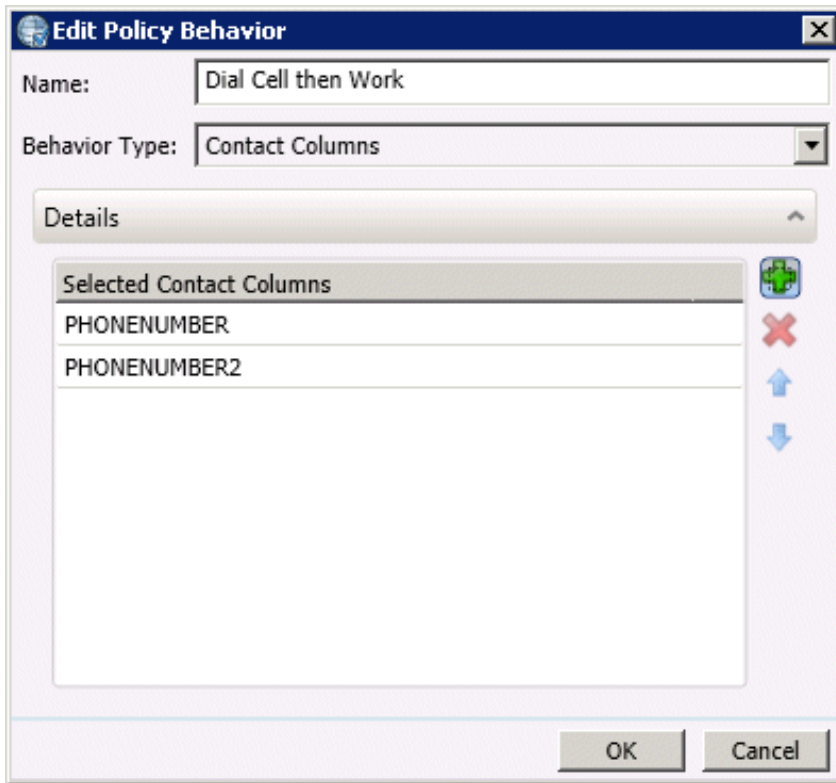 Edit Policy Behavior
Name: Dial Cell then Work
Behavior Type: Contact Columns
Details
Selected Contact Columns
PHONENUMBER
PHONENUMBER2
OK Cancel